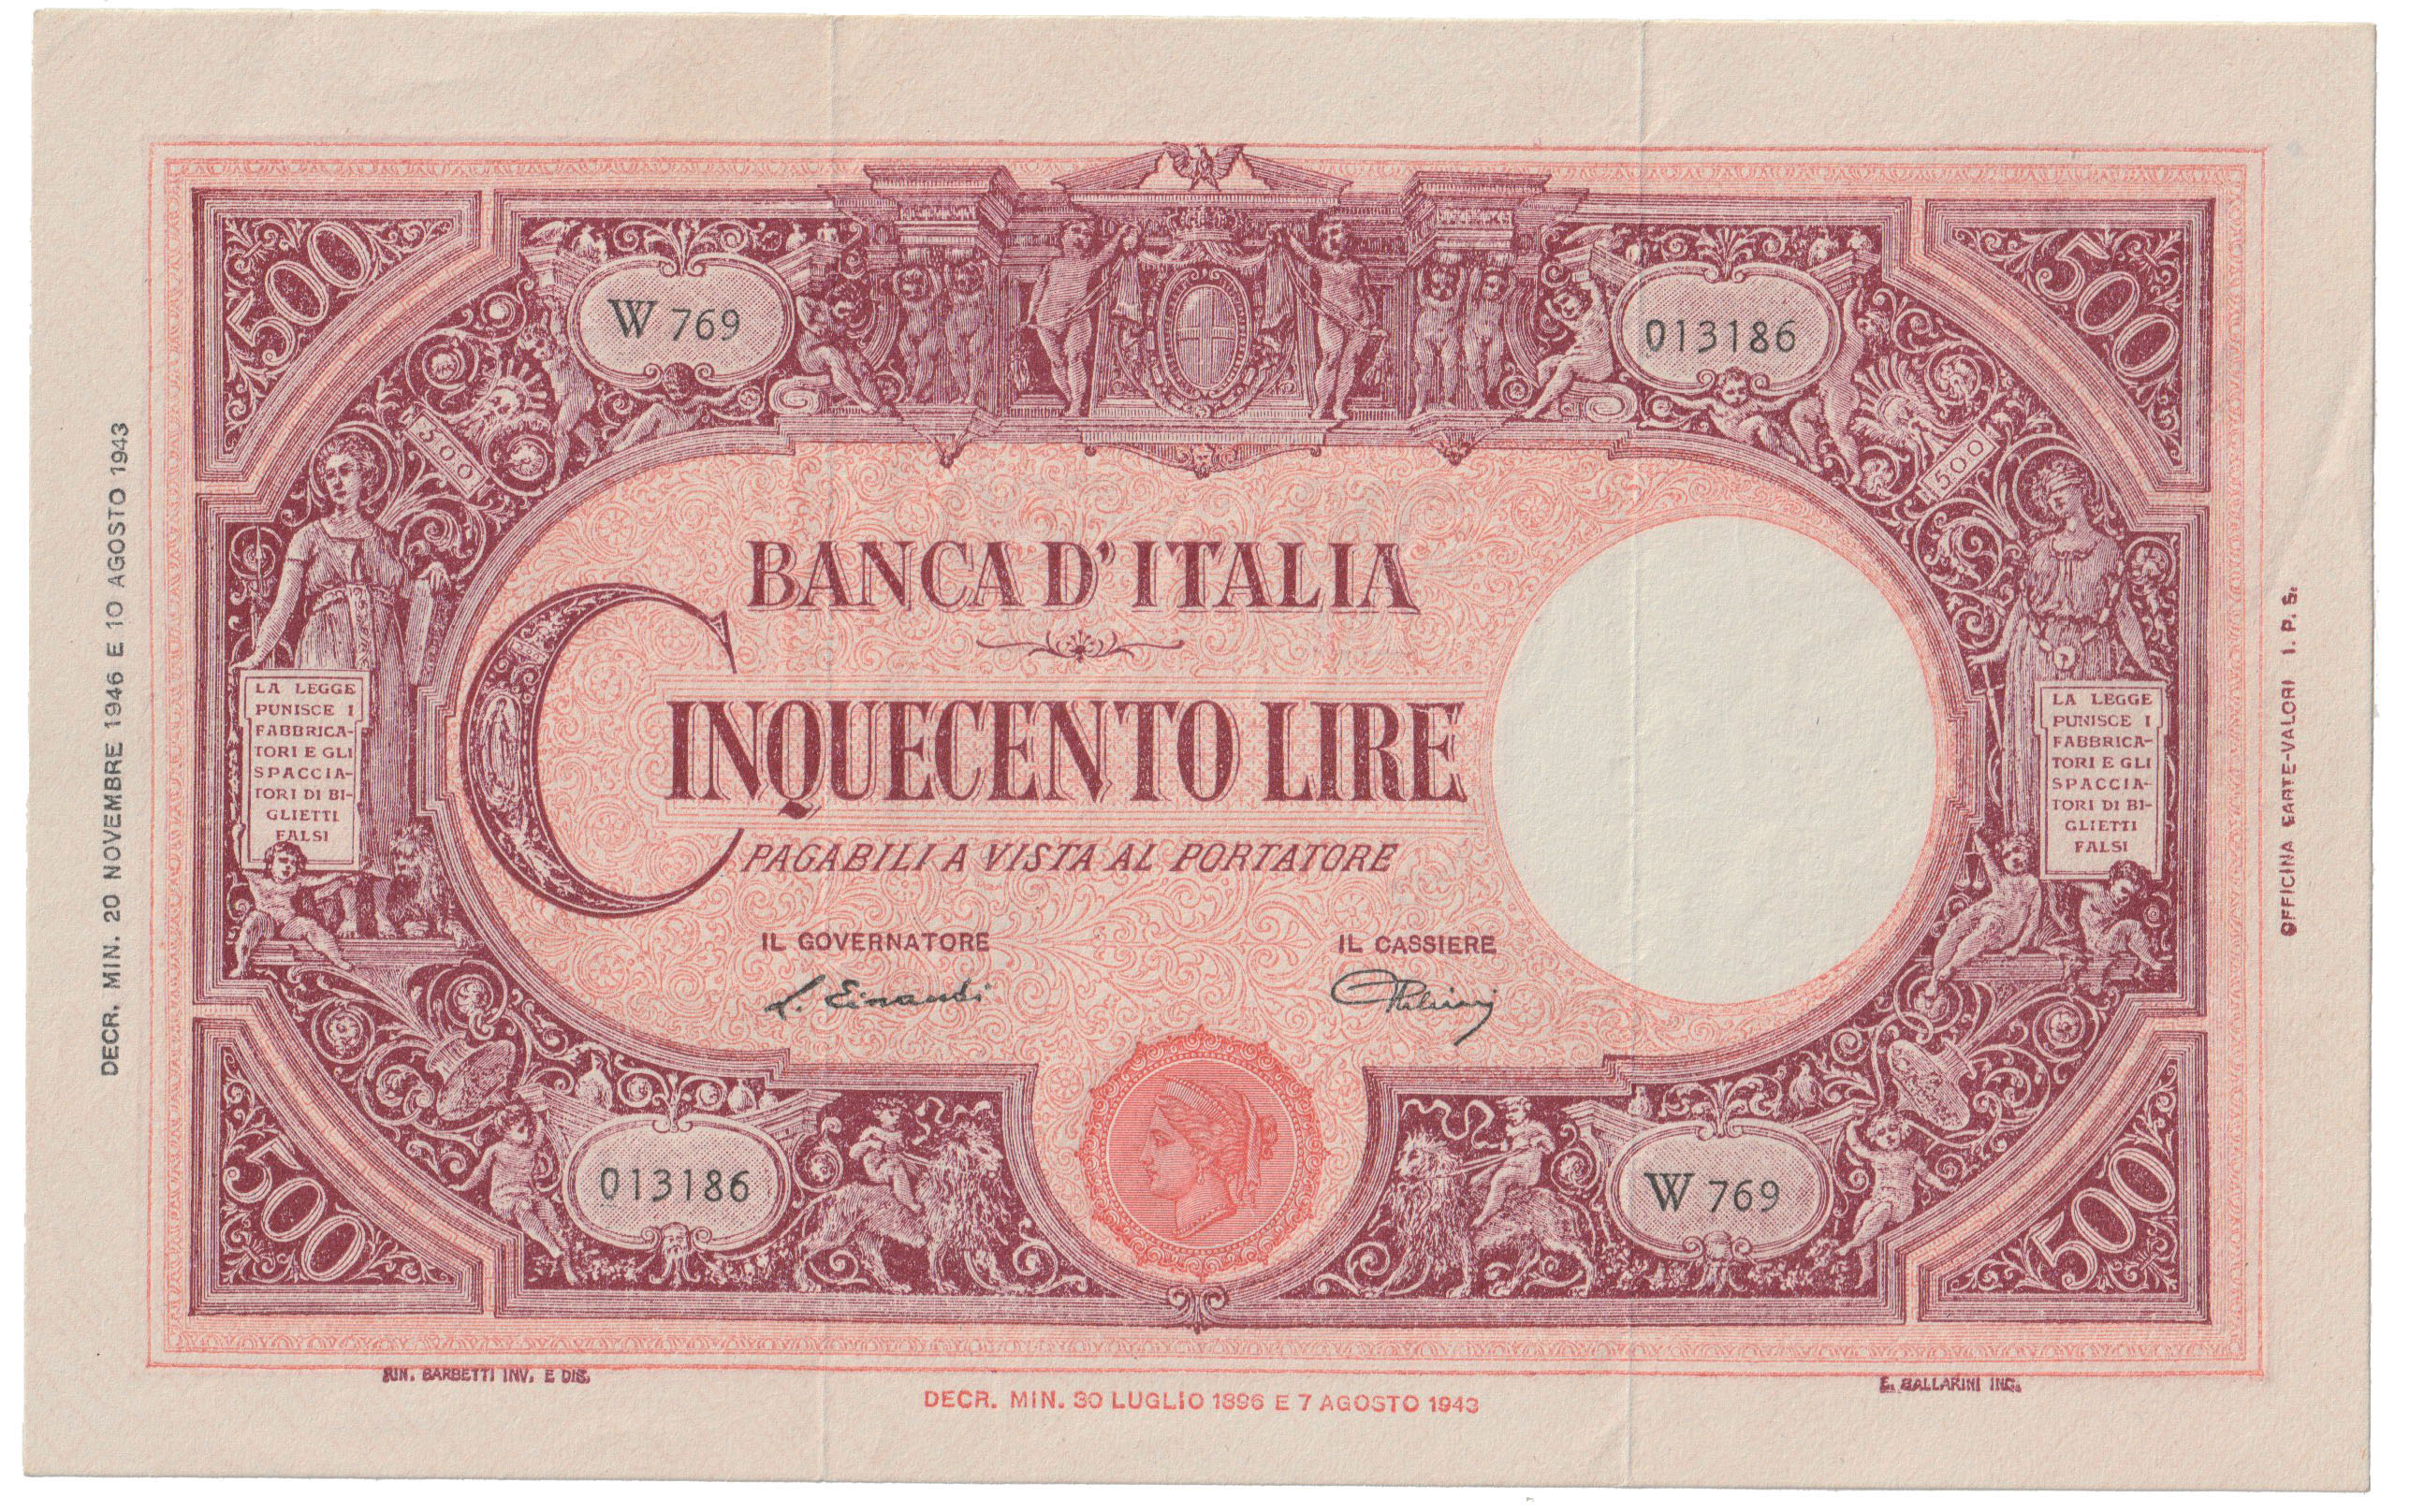 500
500
W 769
013186
500
500
BANCA D'ITALIA
CINQUECENTO LIRE
PAGABILI A VISTA AL PORTATORE
IL GOVERNATORE
IL CASSIERE
L. Einaudi
LA LEGGE
PUNISCE I
FABBRICA-
TORI E GLI
SPACCIA-
TORI DI BI-
GLIETTI
FALSI
LA LEGGE
PUNISCE I
FABBRICA-
TORI E GLI
SPACCIA-
TORI DI BI-
GLIETTI
FALSI
DECR. MIN. 20 NOVEMBRE 1946 E 10 AGOSTO 1943
OFFICINA CARTE-VALORI I. P. S.
013186
W 769
500
500
RIN. BARBETTI INV. E DIS.
E. BALLARINI INC.
DECR. MIN. 30 LUGLIO 1896 E 7 AGOSTO 1943